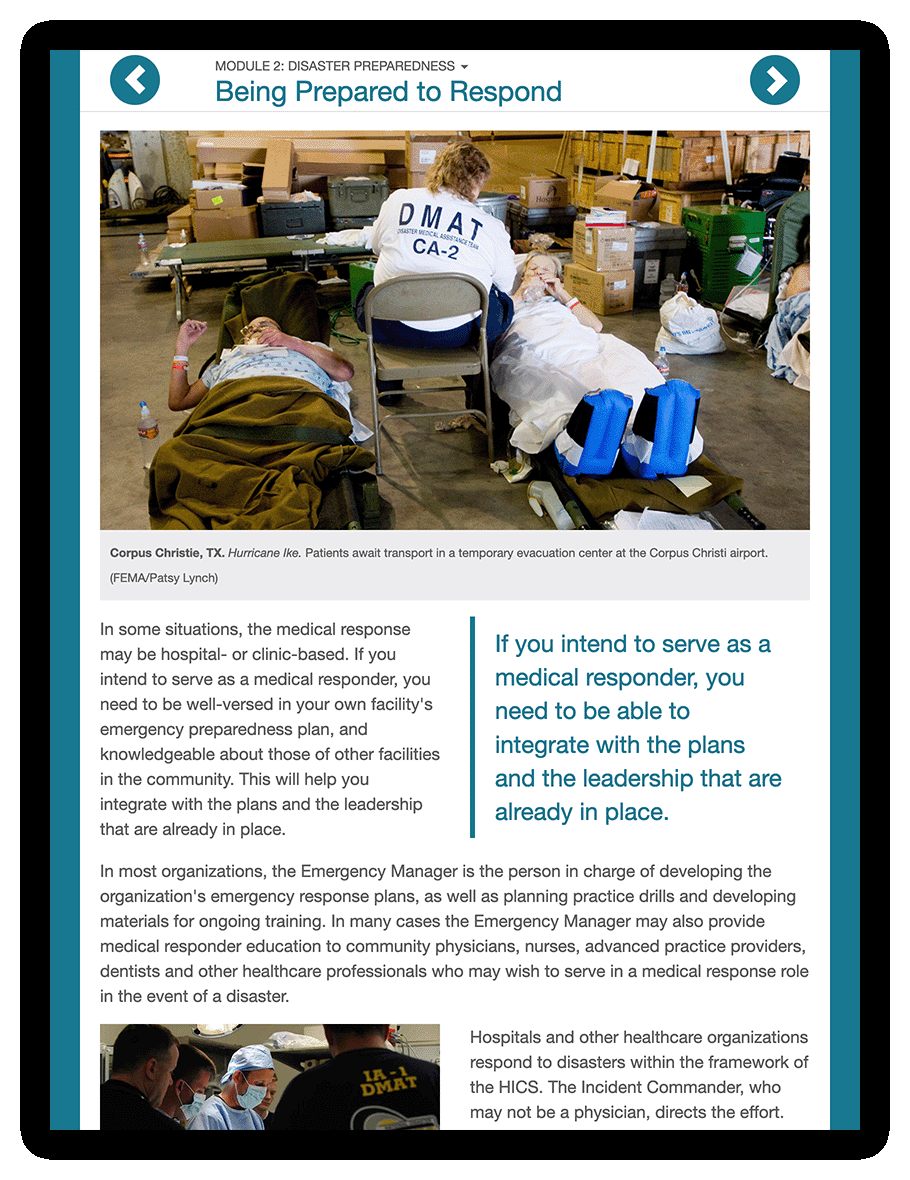 MODULE 2: DISASTER PREPAREDNESS
Being Prepared to Respond
DMAT
DISASTER MEDICAL ASSISTANCE TEAM
CA-2
Corpus Christie, TX. Hurricane Ike. Patients await transport in a temporary evacuation center at the Corpus Christi airport.
(FEMA/Patsy Lynch)
In some situations, the medical response
may be hospital- or clinic-based. If you
intend to serve as a medical responder, you
need to be well-versed in your own facility's
emergency preparedness plan, and
knowledgeable about those of other facilities
in the community. This will help you
integrate with the plans and the leadership
that are already in place.
If you intend to serve as a
medical responder, you
need to be able to
integrate with the plans
and the leadership that are
already in place.
In most organizations, the Emergency Manager is the person in charge of developing the
organization's emergency response plans, as well as planning practice drills and developing
materials for ongoing training. In many cases the Emergency Manager may also provide
medical responder education to community physicians, nurses, advanced practice providers,
dentists and other healthcare professionals who may wish to serve in a medical response role
in the event of a disaster.
IA-1
DMAT
Hospitals and other healthcare organizations
respond to disasters within the framework of
the HICS. The Incident Commander, who
may not be a physician, directs the effort.